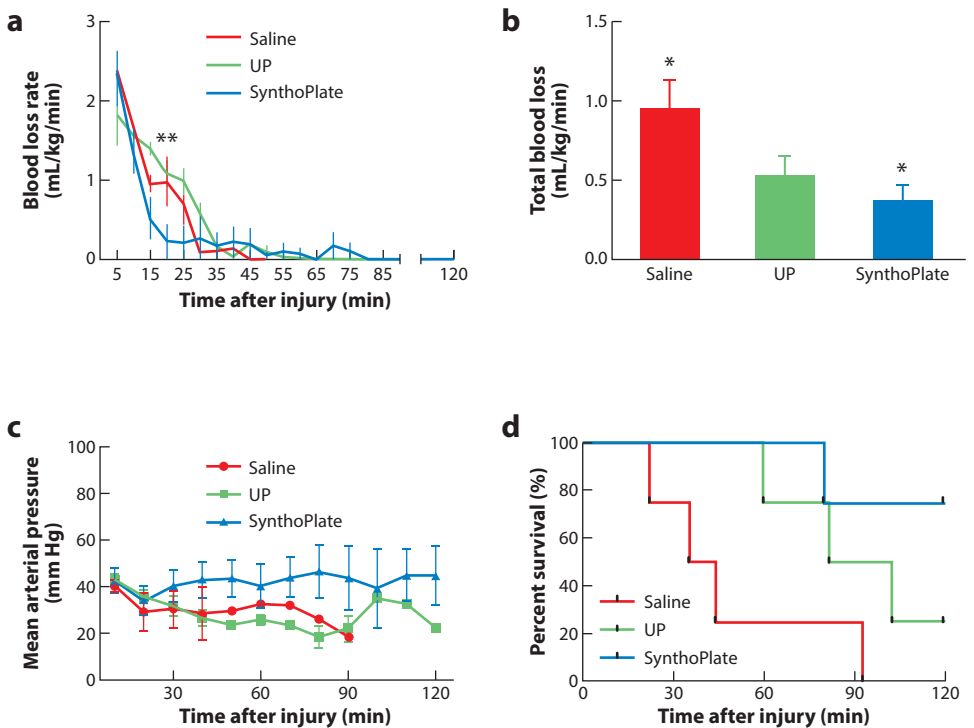 a
Blood loss rate
(mL/kg/min)
3
2
1
0
Saline
UP
SynthoPlate
**
5 15 25 35 45 55 65 75 85 120
Time after injury (min)
b
Total blood loss
(mL/kg/min)
1.5
1.0
0.5
0.0
*
*
Saline UP SynthoPlate
c
Mean arterial pressure
(mm Hg)
100
80
60
40
20
0
Saline
UP
SynthoPlate
30 60 90 120
Time after injury (min)
d
Percent survival (%)
100
80
60
40
20
0
Saline
UP
SynthoPlate
0 30 60 90 120
Time after injury (min)